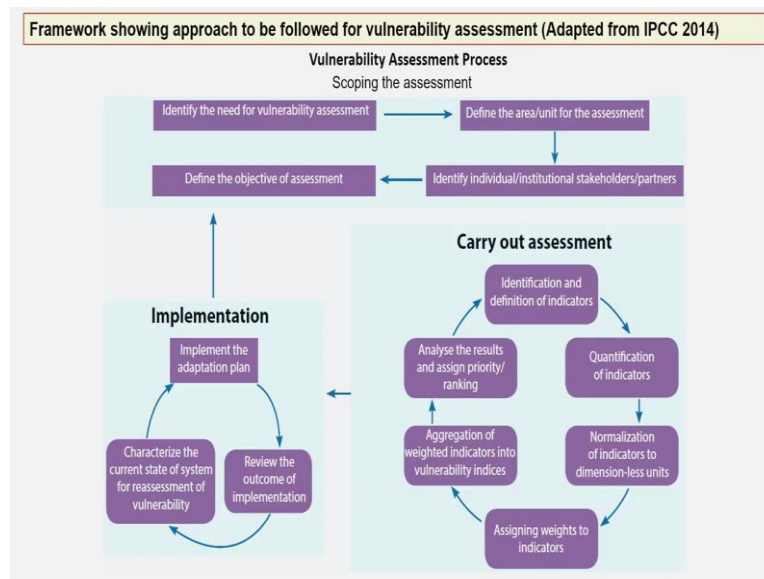 Framework showing approach to be followed for vulnerability assessment (Adapted from IPCC 2014)
Vulnerability Assessment Process
Scoping the assessment
Identify the need for vulnerability assessment
Define the area/unit for the assessment
Define the objective of assessment
Identify individual/institutional stakeholders/partners
Carry out assessment
Identification and
definition of indicators
Quantification
of indicators
Normalization
of indicators to
dimension-less units
Assigning weights to
indicators
Aggregation of
weighted indicators into
vulnerability indices
Analyse the results
and assign priority/
ranking
Implementation
Implement the
adaptation plan
Review the
outcome of
implementation
Characterize the
current state of system
for reassessment of
vulnerability